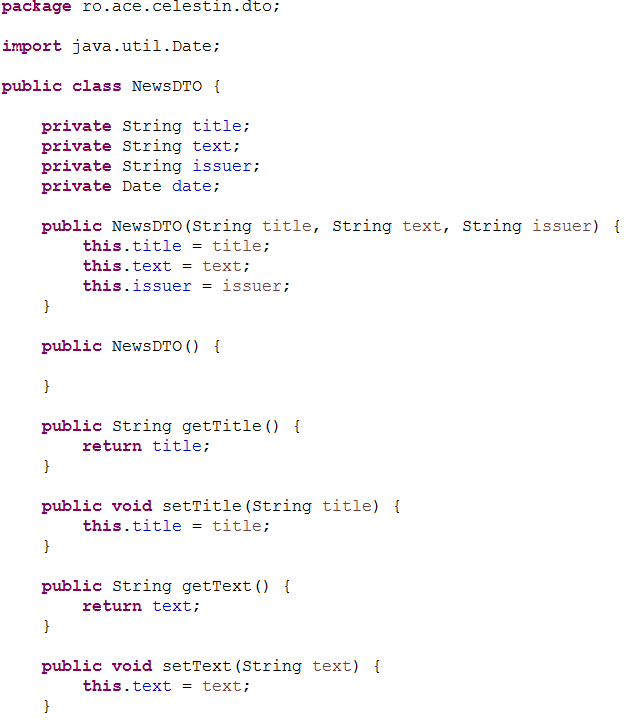 package ro.ace.celestin.dto;
import java.util.Date;
public class NewsDTO {
private String title;
private String text;
private String issuer;
private Date date;
public NewsDTO(String title, String text, String issuer) {
this.title = title;
this.text = text;
this.issuer = issuer;
}
public NewsDTO() {
}
public String getTitle() {
return title;
}
public void setTitle(String title) {
this.title = title;
}
public String getText() {
return text;
}
public void setText(String text) {
this.text = text;
}